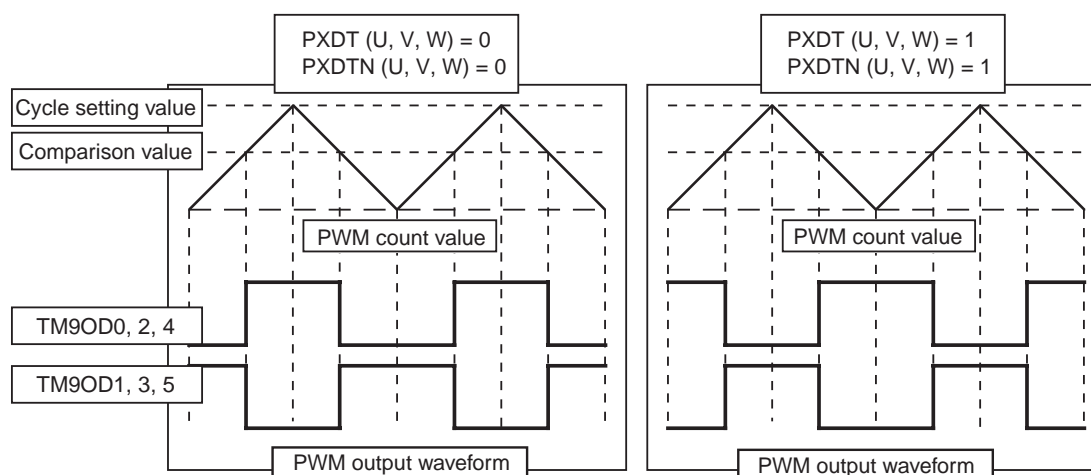 PXDT (U, V, W) = 0
PXDTN (U, V, W) = 0
PXDT (U, V, W) = 1
PXDTN (U, V, W) = 1
Cycle setting value
Comparison value
PWM count value
PWM count value
TM9OD0, 2, 4
TM9OD1, 3, 5
PWM output waveform
PWM output waveform